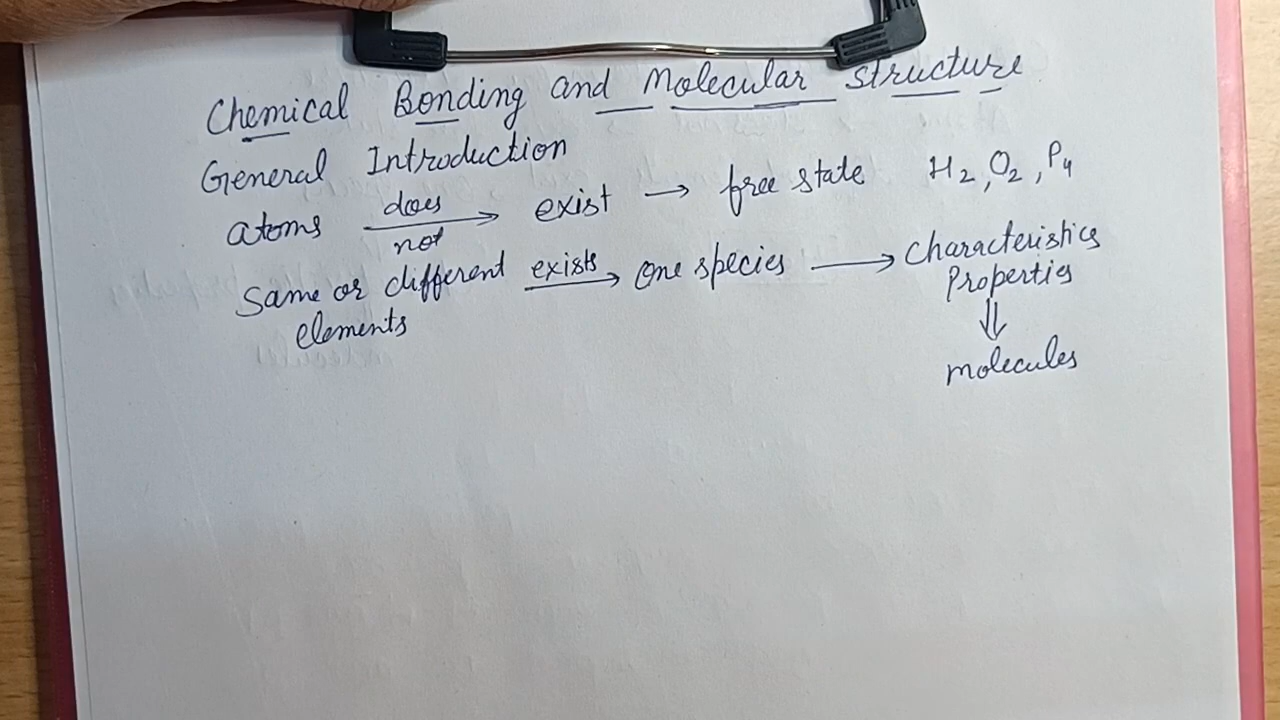 Chemical Bonding and Molecular structure
General Introduction
atoms does not → exist → free state H₂, O₂, P₄
Same or different exists → one species → Characteristics
elements Properties
⇓
molecules